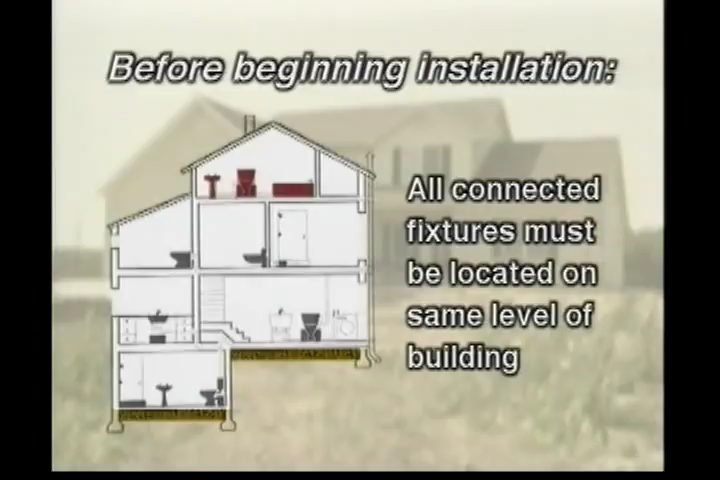 Before beginning installation:
All connected
fixtures must
be located on
same level of
building